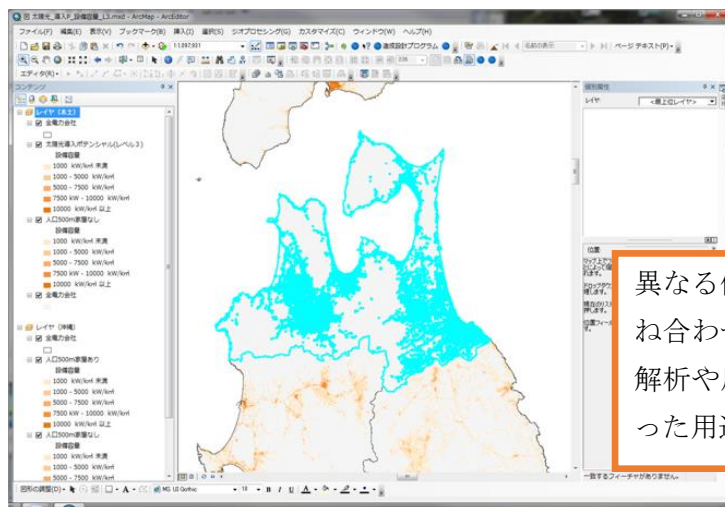 太陽光_導入P_設備容量_L3.mxd - ArcMap - ArcEditor
ファイル(F) 編集(E) 表示(V) ブックマーク(B) 挿入(I) 選択(S) ジオプロセシング(G) カスタマイズ(C) ウィンドウ(W) ヘルプ(H)
1:1,097,931
ページ テキスト(P)
エディタ(R)
コンテンツ
レイヤ (本土)
全電力会社
太陽光導入ポテンシャル(レベル3)
設備容量
1000 kW/km² 未満
1000 - 5000 kW/km²
5000 - 7500 kW/km²
7500 kW - 10000 kW/km²
10000 kW/km² 以上
人口500m家屋なし
設備容量
1000 kW/km² 未満
1000 - 5000 kW/km²
5000 - 7500 kW/km²
7500 kW - 10000 kW/km²
10000 kW/km² 以上
全電力会社
レイヤ (沖縄)
全電力会社
人口500m家屋あり
設備容量
1000 kW/km² 未満
1000 - 5000 kW/km²
5000 - 7500 kW/km²
7500 kW - 10000 kW/km²
10000 kW/km² 以上
人口500m家屋なし
設備容量
1000 kW/km² 未満
1000 - 5000 kW/km²
5000 - 7500 kW/km²
個別属性
レイヤ
<最上位レイヤ>
位置
異なる
ね合わ
解析や
った用
一致するフィーチャがありません。
図形の調整(D)
MS UI Gothic
10
B I U A